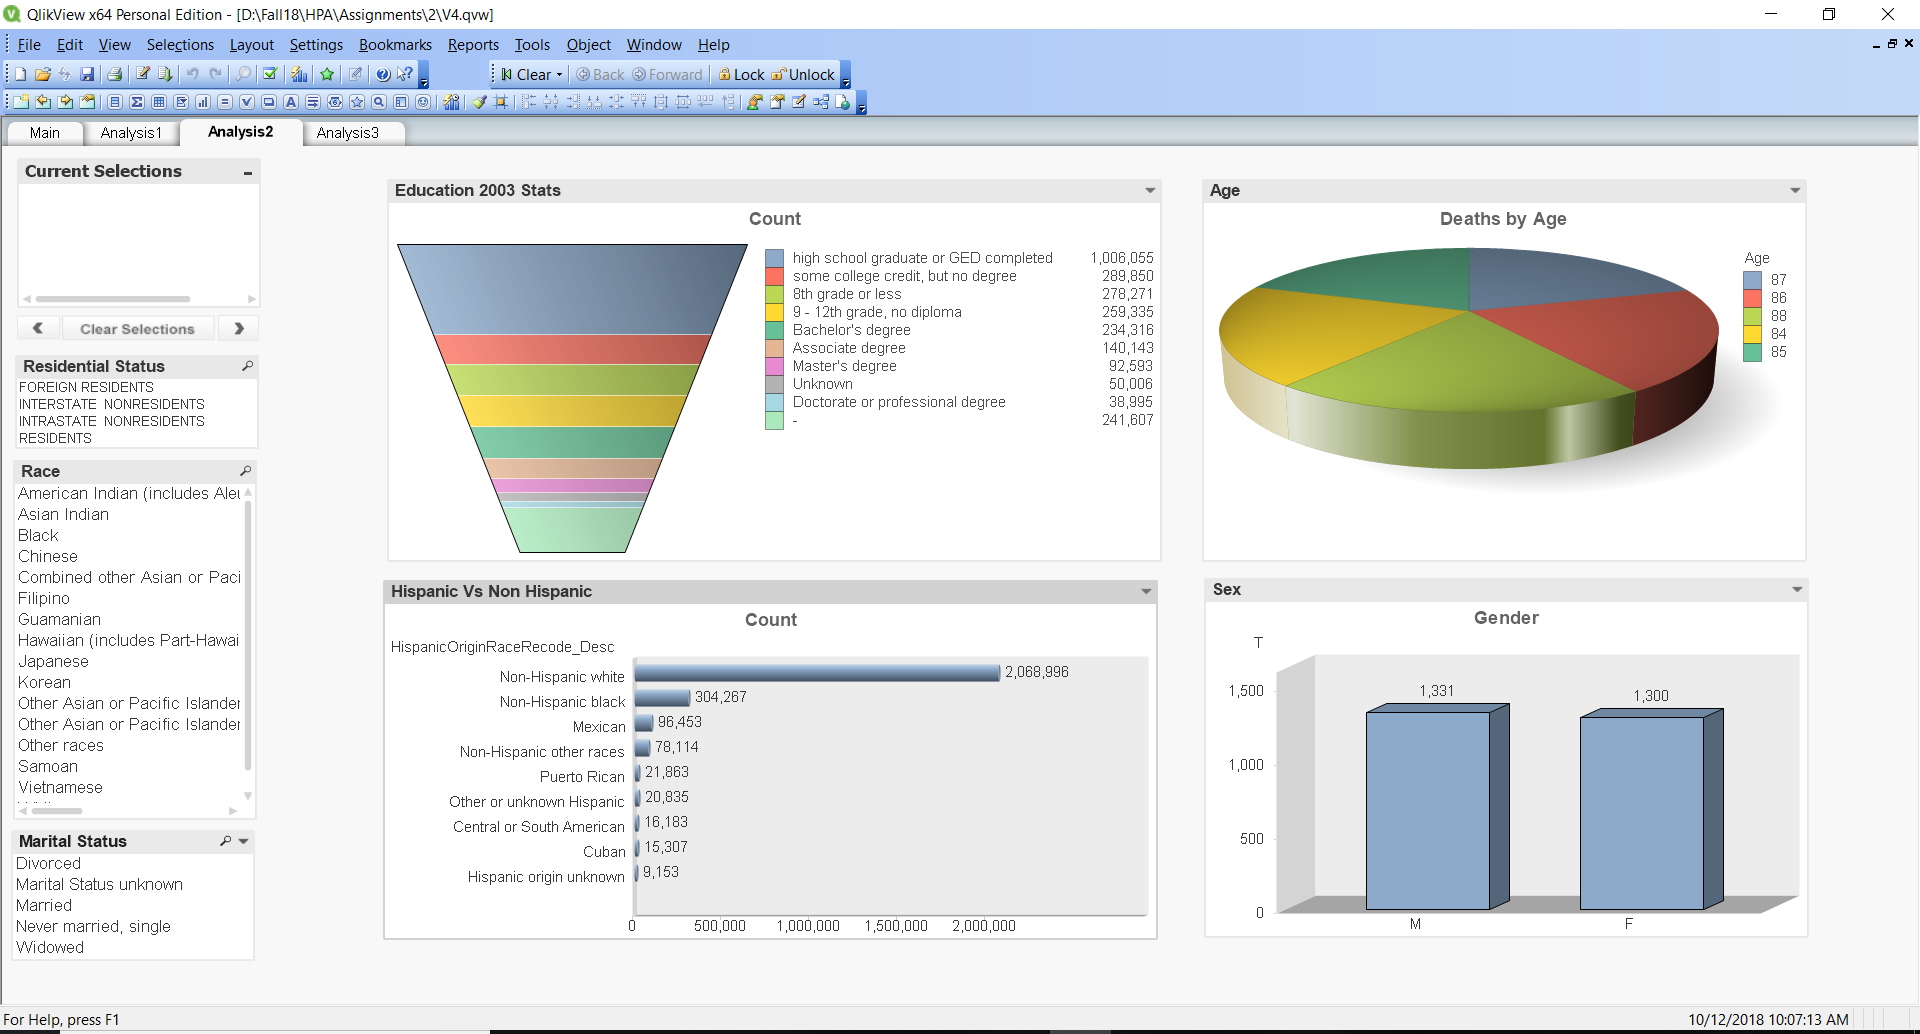 QlikView x64 Personal Edition - [D:\Fall18\HPA\Assignments\2\V4.qvw]
File Edit View Selections Layout Settings Bookmarks Reports Tools Object Window Help
Clear Back Forward Lock Unlock
Main Analysis1 Analysis2 Analysis3
Current Selections
Clear Selections
Residential Status
FOREIGN RESIDENTS
INTERSTATE NONRESIDENTS
INTRASTATE NONRESIDENTS
RESIDENTS
Race
American Indian (includes Aleu
Asian Indian
Black
Chinese
Combined other Asian or Paci
Filipino
Guamanian
Hawaiian (includes Part-Hawai
Japanese
Korean
Other Asian or Pacific Islander
Other Asian or Pacific Islander
Other races
Samoan
Vietnamese
Marital Status
Divorced
Marital Status unknown
Married
Never married, single
Widowed
Education 2003 Stats
Count
high school graduate or GED completed 1,006,055
some college credit, but no degree 289,850
8th grade or less 278,271
9 - 12th grade, no diploma 259,335
Bachelor's degree 234,316
Associate degree 140,143
Master's degree 92,593
Unknown 50,006
Doctorate or professional degree 38,995
- 241,607
Age
Deaths by Age
Age
87
86
88
84
85
Hispanic Vs Non Hispanic
Count
HispanicOriginRaceRecode_Desc
Non-Hispanic white 2,068,996
Non-Hispanic black 304,267
Mexican 96,453
Non-Hispanic other races 78,114
Puerto Rican 21,863
Other or unknown Hispanic 20,835
Central or South American 16,183
Cuban 15,307
Hispanic origin unknown 9,153
0 500,000 1,000,000 1,500,000 2,000,000
Sex
Gender
T
1,500
1,000
500
0
1,331 1,300
M F
For Help, press F1
10/12/2018 10:07:13 AM